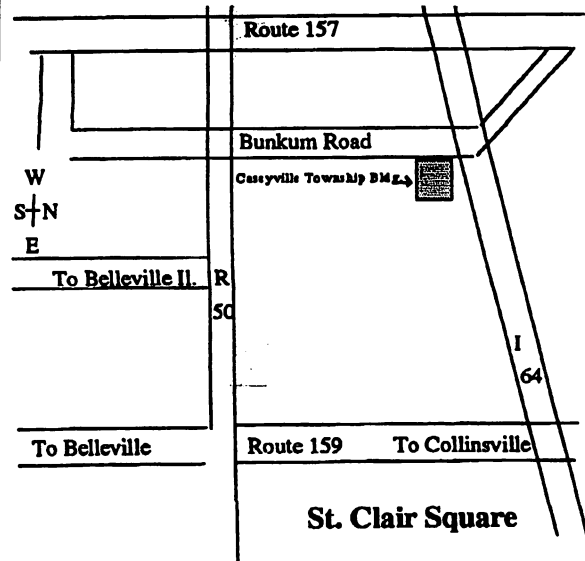 Route 157
Bunkum Road
Caseyville Township Bldg.
W
S N
E
To Belleville Il.
R
50
I
64
To Belleville
Route 159
To Collinsville
St. Clair Square